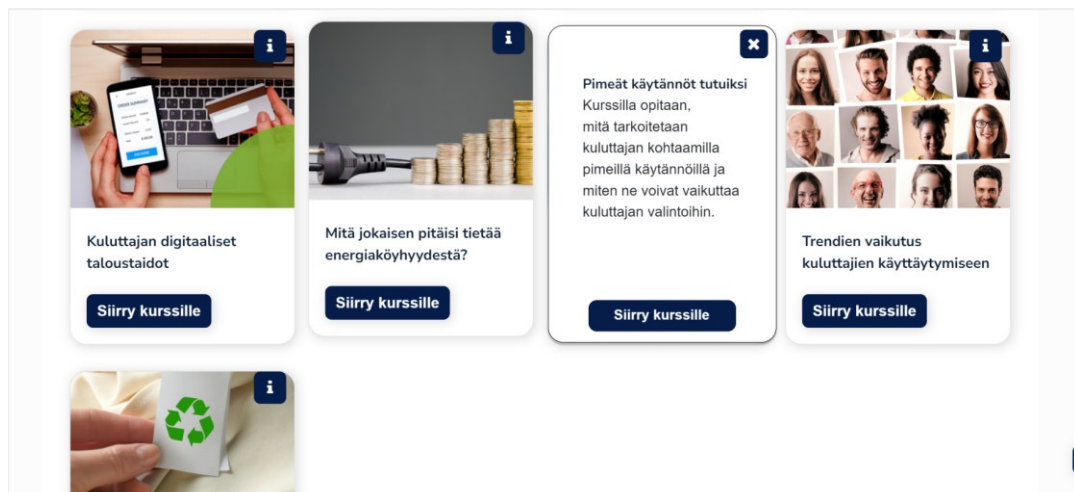 Kuluttajan digitaaliset
taloustaidot
Siirry kurssille
Mitä jokaisen pitäisi tietää
energiaköyhyydestä?
Siirry kurssille
Pimeät käytännöt tutuiksi
Kurssilla opitaan,
mitä tarkoitetaan
kuluttajan kohtaamilla
pimeillä käytännöillä ja
miten ne voivat vaikuttaa
kuluttajan valintoihin.
Siirry kurssille
Trendien vaikutus
kuluttajien käyttäytymiseen
Siirry kurssille